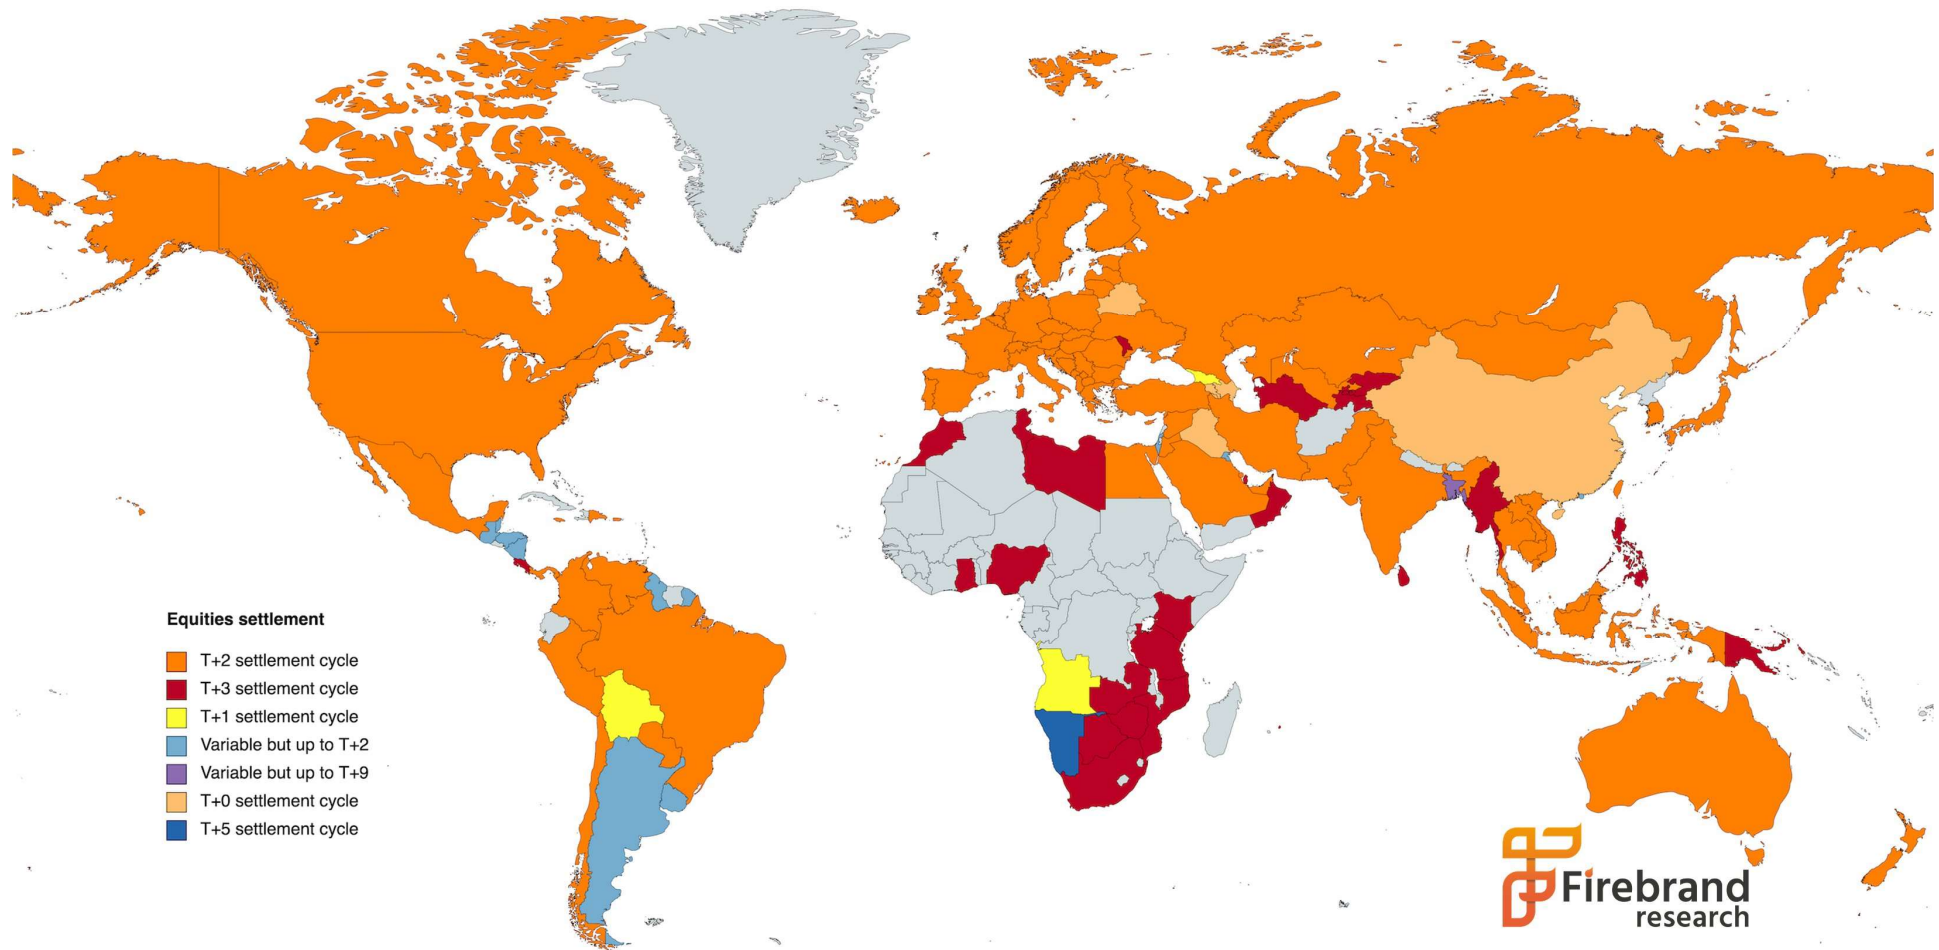 Equities settlement
T+2 settlement cycle
T+3 settlement cycle
T+1 settlement cycle
Variable but up to T+2
Variable but up to T+9
T+0 settlement cycle
T+5 settlement cycle
Firebrand
research